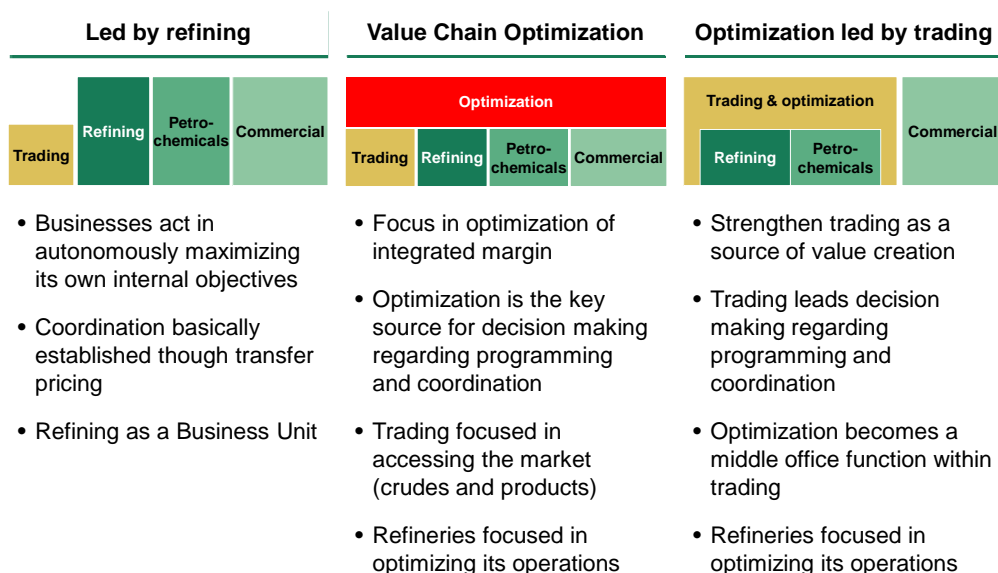 Led by refining
Trading
Refining
Petro-
chemicals
Commercial
• Businesses act in
autonomously maximizing
its own internal objectives
• Coordination basically
established though transfer
pricing
• Refining as a Business Unit
Value Chain Optimization
Optimization
Trading
Refining
Petro-
chemicals
Commercial
• Focus in optimization of
integrated margin
• Optimization is the key
source for decision making
regarding programming
and coordination
• Trading focused in
accessing the market
(crudes and products)
• Refineries focused in
optimizing its operations
Optimization led by trading
Trading & optimization
Refining
Petro-
chemicals
Commercial
• Strengthen trading as a
source of value creation
• Trading leads decision
making regarding
programming and
coordination
• Optimization becomes a
middle office function within
trading
• Refineries focused in
optimizing its operations